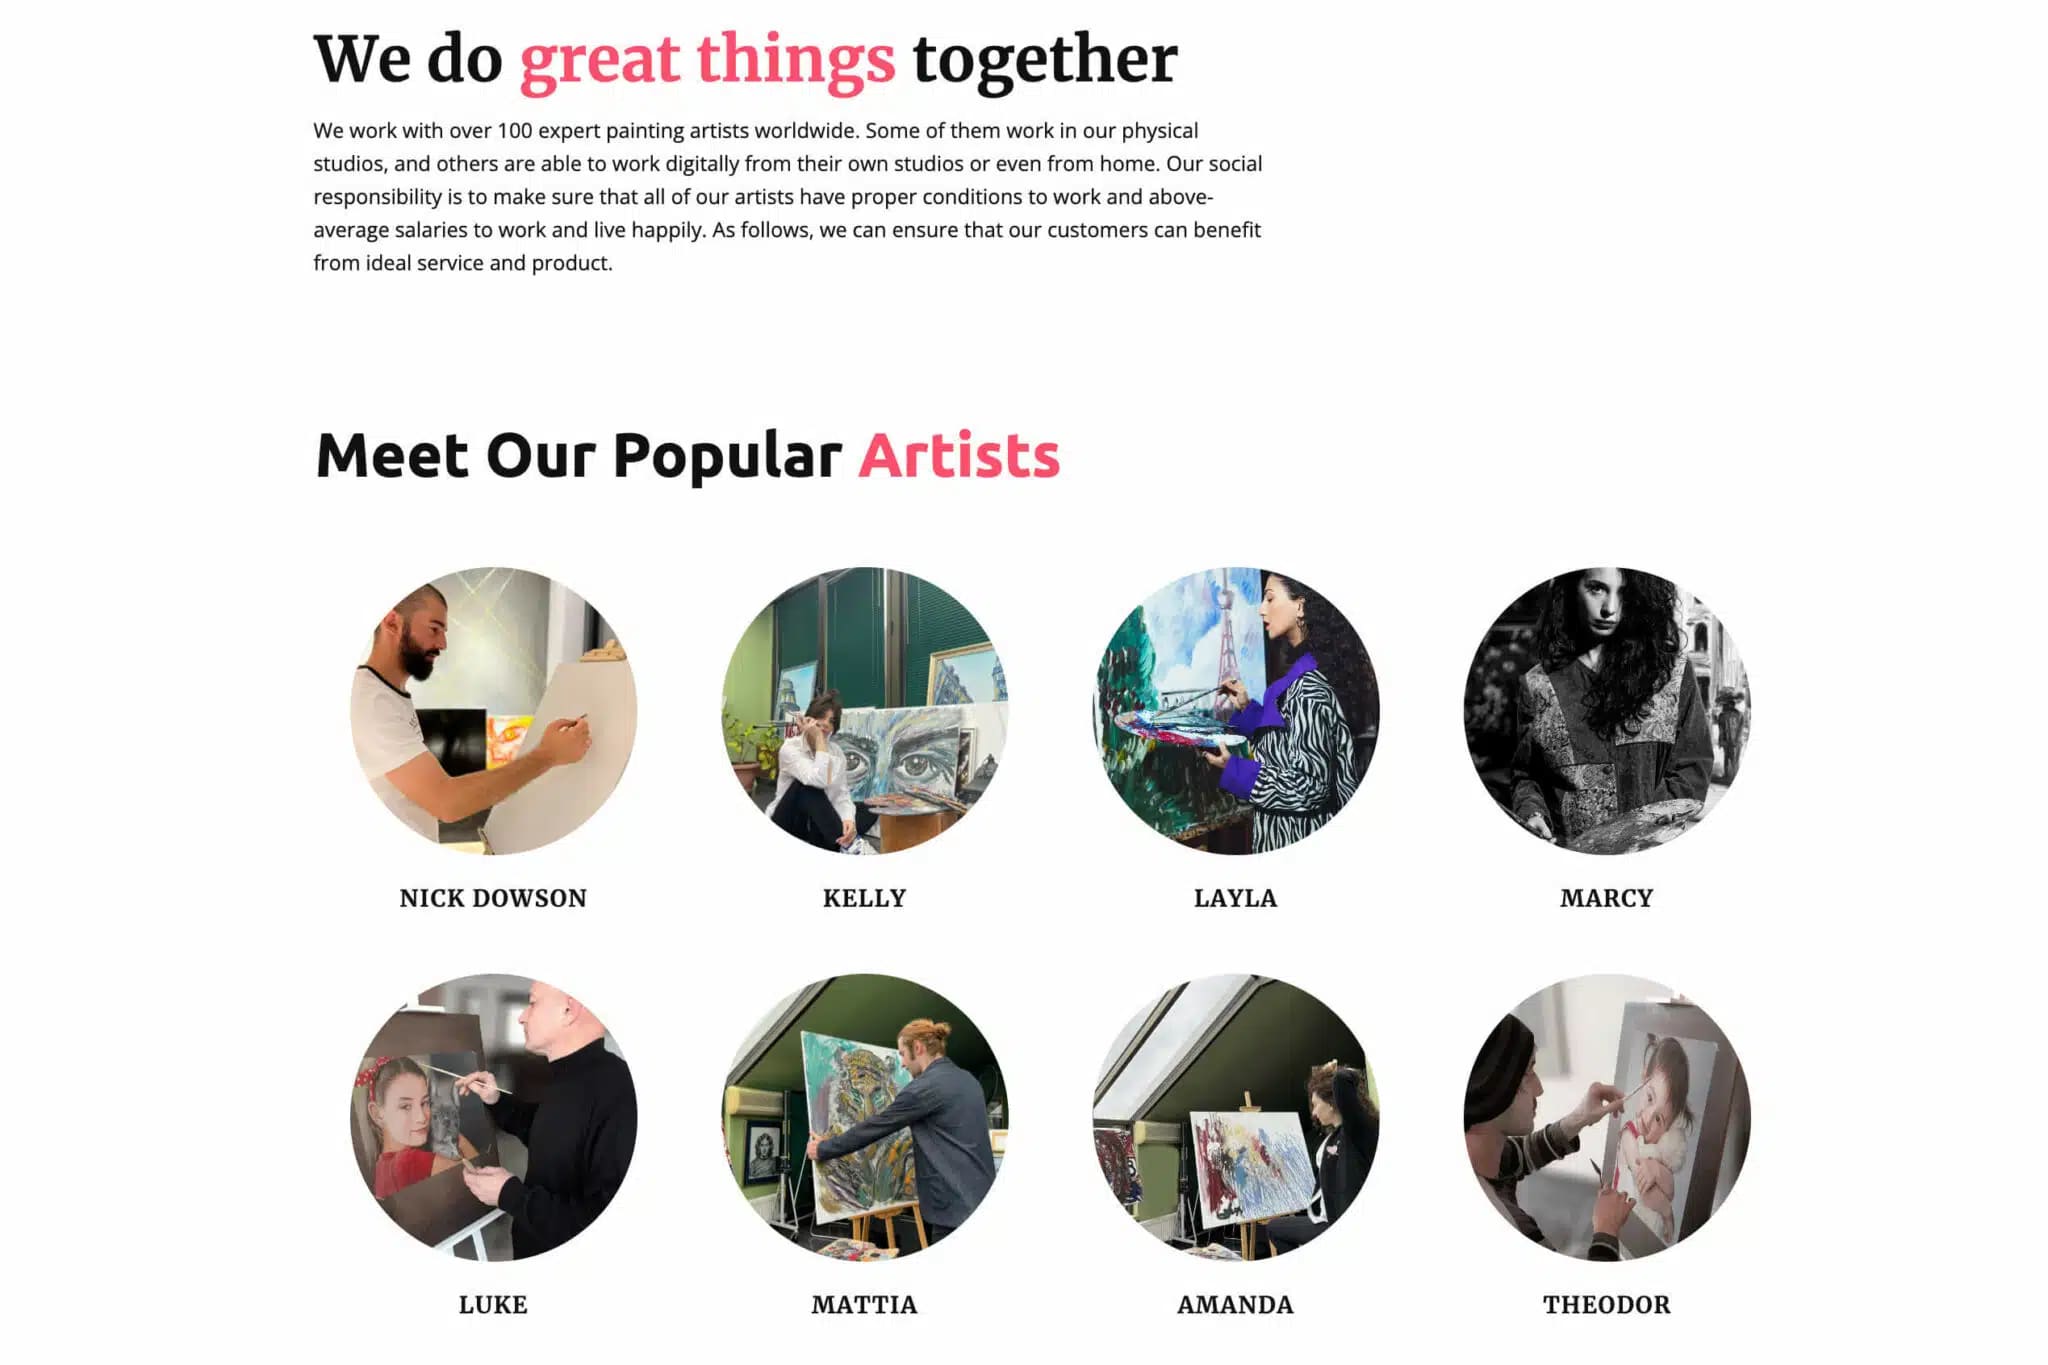 We do great things together
We work with over 100 expert painting artists worldwide. Some of them work in our physical
studios, and others are able to work digitally from their own studios or even from home. Our social
responsibility is to make sure that all of our artists have proper conditions to work and above-
average salaries to work and live happily. As follows, we can ensure that our customers can benefit
from ideal service and product.
Meet Our Popular Artists
NICK DOWSON
KELLY
LAYLA
MARCY
LUKE
MATTIA
AMANDA
THEODOR